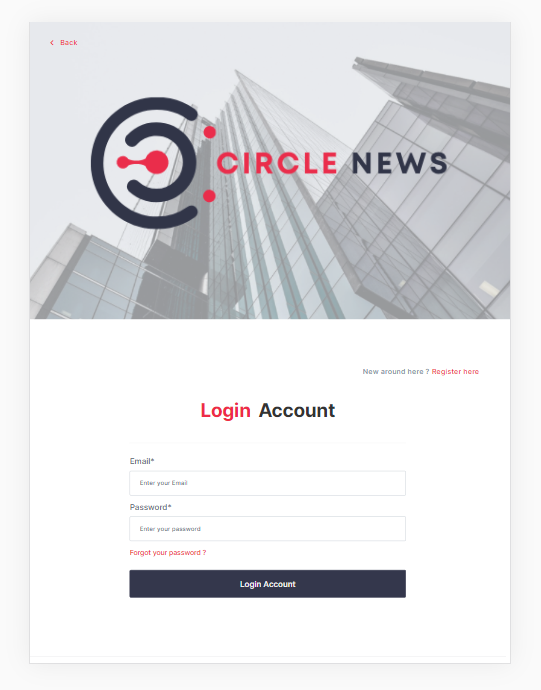 Back
CIRCLE NEWS
New around here ? Register here
Login Account
Email*
Enter your Email
Password*
Enter your password
Forgot your password ?
Login Account